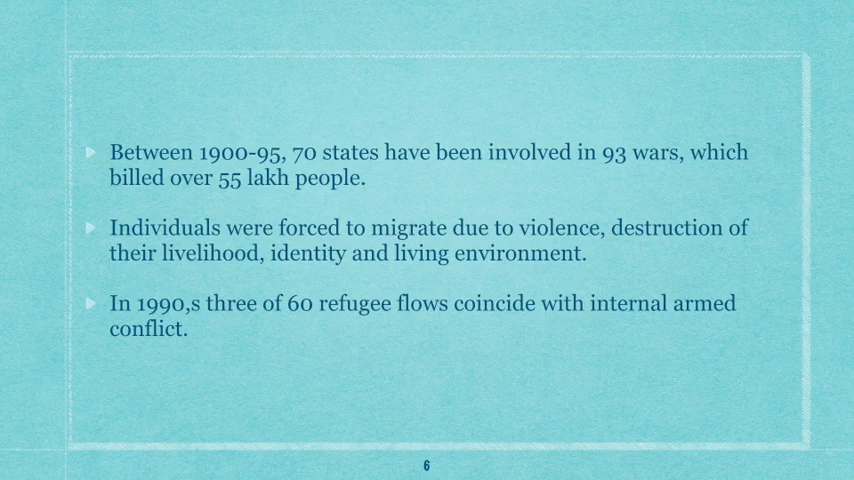 Between 1900-95, 70 states have been involved in 93 wars, which
billed over 55 lakh people.
Individuals were forced to migrate due to violence, destruction of
their livelihood, identity and living environment.
In 1990,s three of 60 refugee flows coincide with internal armed
conflict.
6